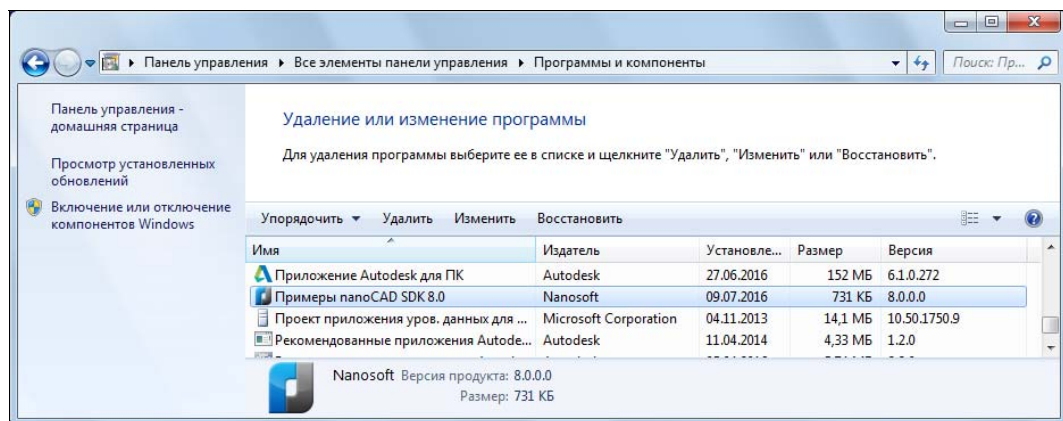 Панель управления ▸ Все элементы панели управления ▸ Программы и компоненты
Поиск: Пр...
Панель управления -
домашняя страница
Просмотр установленных
обновлений
Включение или отключение
компонентов Windows
Удаление или изменение программы
Для удаления программы выберите ее в списке и щелкните "Удалить", "Изменить" или "Восстановить".
Упорядочить Удалить Изменить Восстановить
Имя Издатель Установле... Размер Версия
Приложение Autodesk для ПК Autodesk 27.06.2016 152 МБ 6.1.0.272
Примеры nanoCAD SDK 8.0 Nanosoft 09.07.2016 731 КБ 8.0.0.0
Проект приложения уров. данных для ... Microsoft Corporation 04.11.2013 14,1 МБ 10.50.1750.9
Рекомендованные приложения Autode... Autodesk 11.04.2014 4,33 МБ 1.2.0
Nanosoft Версия продукта: 8.0.0.0
Размер: 731 КБ